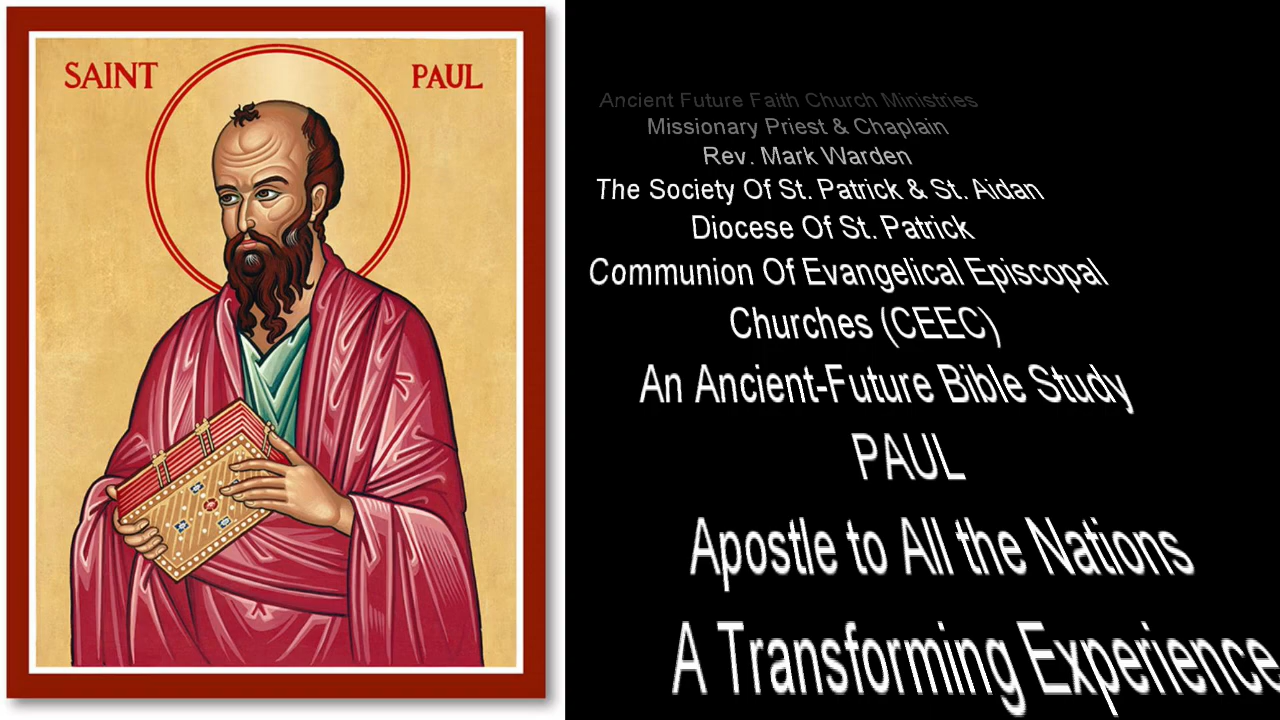 SAINT PAUL
Ancient Future Faith Church Ministries
Missionary Priest & Chaplain
Rev. Mark Warden
The Society Of St. Patrick & St. Aidan
Diocese Of St. Patrick
Communion Of Evangelical Episcopal
Churches (CEEC)
An Ancient-Future Bible Study
PAUL
Apostle to All the Nations
A Transforming Experience